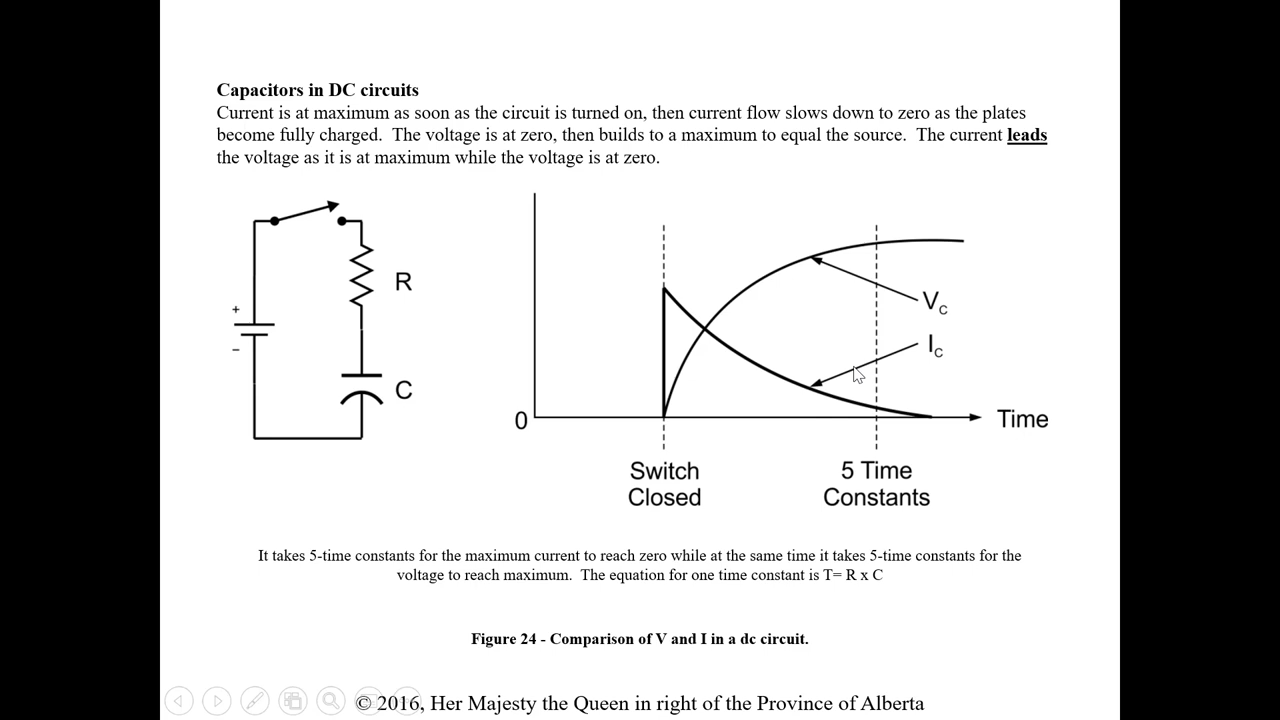 Capacitors in DC circuits
Current is at maximum as soon as the circuit is turned on, then current flow slows down to zero as the plates
become fully charged.  The voltage is at zero, then builds to a maximum to equal the source.  The current leads
the voltage as it is at maximum while the voltage is at zero.
R
+
−
C
Vc
Ic
0
Time
Switch
Closed
5 Time
Constants
It takes 5-time constants for the maximum current to reach zero while at the same time it takes 5-time constants for the
voltage to reach maximum.  The equation for one time constant is T= R x C
Figure 24 - Comparison of V and I in a dc circuit.
© 2016, Her Majesty the Queen in right of the Province of Alberta